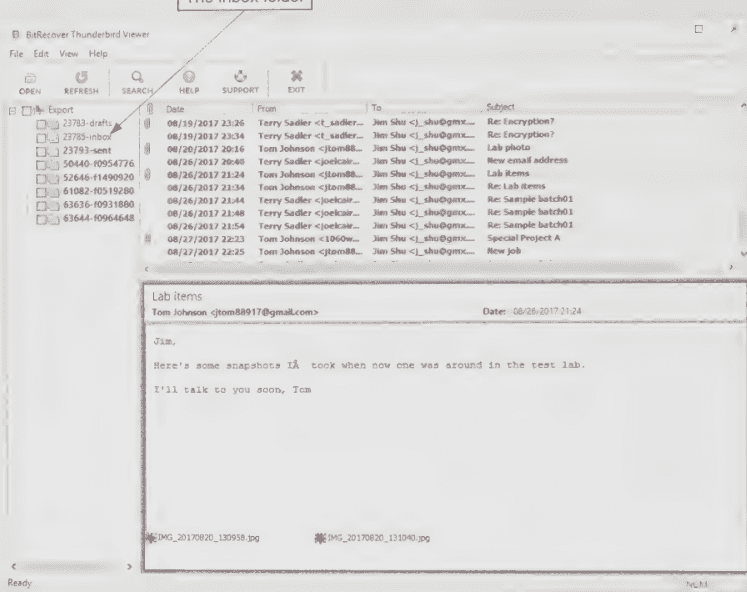 The inbox folder
BitRecover Thunderbird Viewer
File Edit View Help
OPEN REFRESH SEARCH HELP SUPPORT EXIT
Export
23783-drafts
23785-inbox
23793-sent
50440-f0954776
52646-f1490920
61082-f0519280
63636-f0931880
63644-f0964648
Date From To Subject
08/19/2017 23:26 Terry Sadler <t_sadler... Jim Shu <j_shu@gmx.... Re: Encryption?
08/19/2017 23:34 Terry Sadler <t_sadler... Jim Shu <j_shu@gmx.... Re: Encryption?
08/20/2017 20:16 Tom Johnson <jtom88... Jim Shu <j_shu@gmx.... Lab photo
08/26/2017 20:40 Terry Sadler <joelcair... Jim Shu <j_shu@gmx.... New email address
08/26/2017 21:24 Tom Johnson <jtom88... Jim Shu <j_shu@gmx.... Lab items
08/26/2017 21:34 Tom Johnson <jtom88... Jim Shu <j_shu@gmx.... Re: Lab items
08/26/2017 21:44 Terry Sadler <joelcair... Jim Shu <j_shu@gmx.... Re: Sample batch01
08/26/2017 21:48 Terry Sadler <joelcair... Jim Shu <j_shu@gmx.... Re: Sample batch01
08/26/2017 21:54 Terry Sadler <joelcair... Jim Shu <j_shu@gmx.... Re: Sample batch01
08/27/2017 22:23 Tom Johnson <1060w... Jim Shu <j_shu@gmx.... Special Project A
08/27/2017 22:25 Tom Johnson <jtom88... Jim Shu <j_shu@gmx.... New job
Lab items
Tom Johnson <jtom88917@gmail.com> Date: 08/26/2017 21:24
Jim,
Here's some snapshots IÂ took when now one was around in the test lab.
I'll talk to you soon, Tom
IMG_20170820_130958.jpg IMG_20170820_131040.jpg
Ready NUM